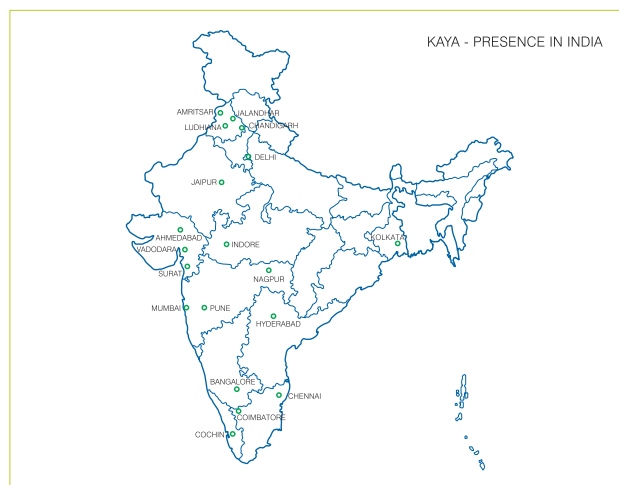 KAYA - PRESENCE IN INDIA
AMRITSAR
JALANDHAR
LUDHIANA
CHANDIGARH
DELHI
JAIPUR
AHMEDABAD
VADODARA
INDORE
KOLKATA
SURAT
NAGPUR
MUMBAI
PUNE
HYDERABAD
BANGALORE
CHENNAI
COIMBATORE
COCHIN